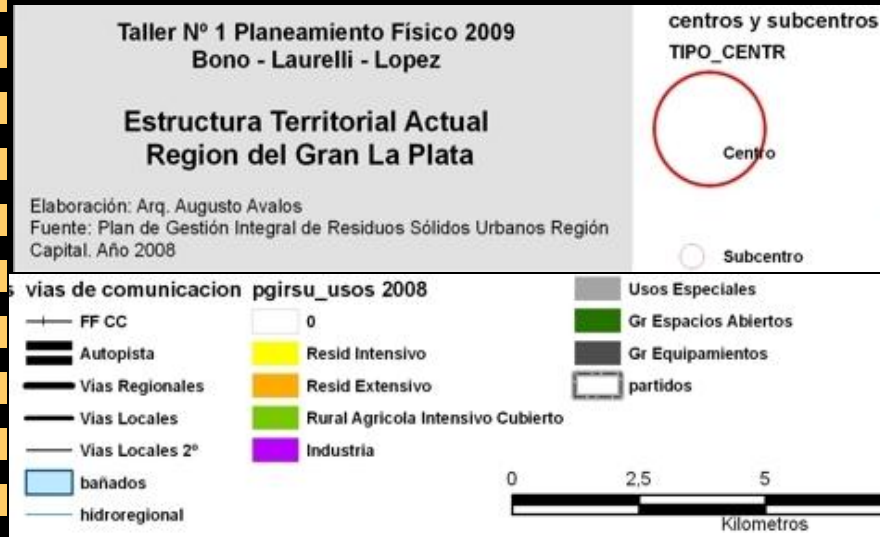 Taller Nº 1 Planeamiento Físico 2009
Bono - Laurelli - Lopez
Estructura Territorial Actual
Region del Gran La Plata
Elaboración: Arq. Augusto Avalos
Fuente: Plan de Gestión Integral de Residuos Sólidos Urbanos Región
Capital. Año 2008
centros y subcentros
TIPO_CENTR
Centro
Subcentro
vias de comunicacion
FF CC
Autopista
Vias Regionales
Vias Locales
Vias Locales 2º
bañados
hidroregional
pgirsu_usos 2008
0
Resid Intensivo
Resid Extensivo
Rural Agricola Intensivo Cubierto
Industria
Usos Especiales
Gr Espacios Abiertos
Gr Equipamientos
partidos
0 2,5 5
Kilometros